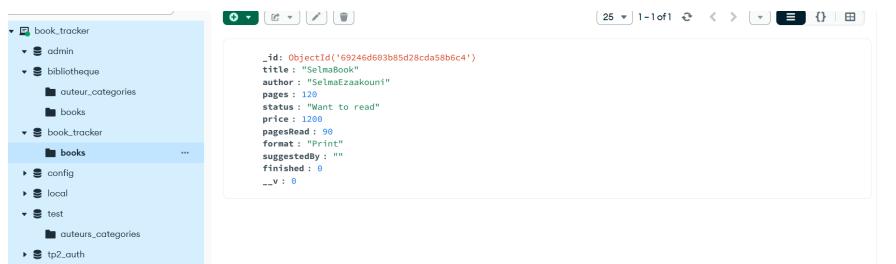 book_tracker
admin
bibliotheque
auteur_categories
books
book_tracker
books
config
local
test
auteurs_categories
tp2_auth
25
1 – 1 of 1
{}
_id: ObjectId('69246d603b85d28cda58b6c4')
title : "SelmaBook"
author : "SelmaEzaakouni"
pages : 120
status : "Want to read"
price : 1200
pagesRead : 90
format : "Print"
suggestedBy : ""
finished : 0
__v : 0